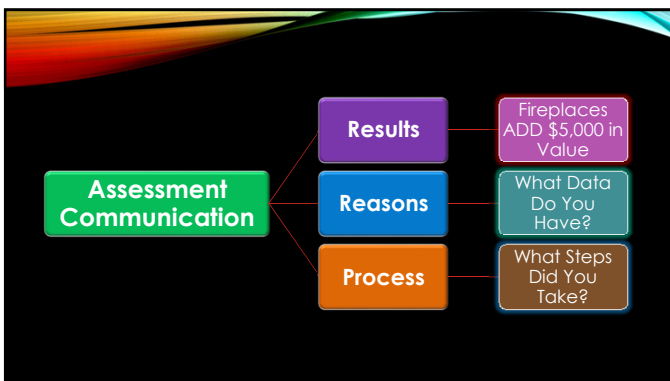 Assessment
Communication
Results
Fireplaces
ADD $5,000 in
Value
Reasons
What Data
Do You
Have?
Process
What Steps
Did You
Take?